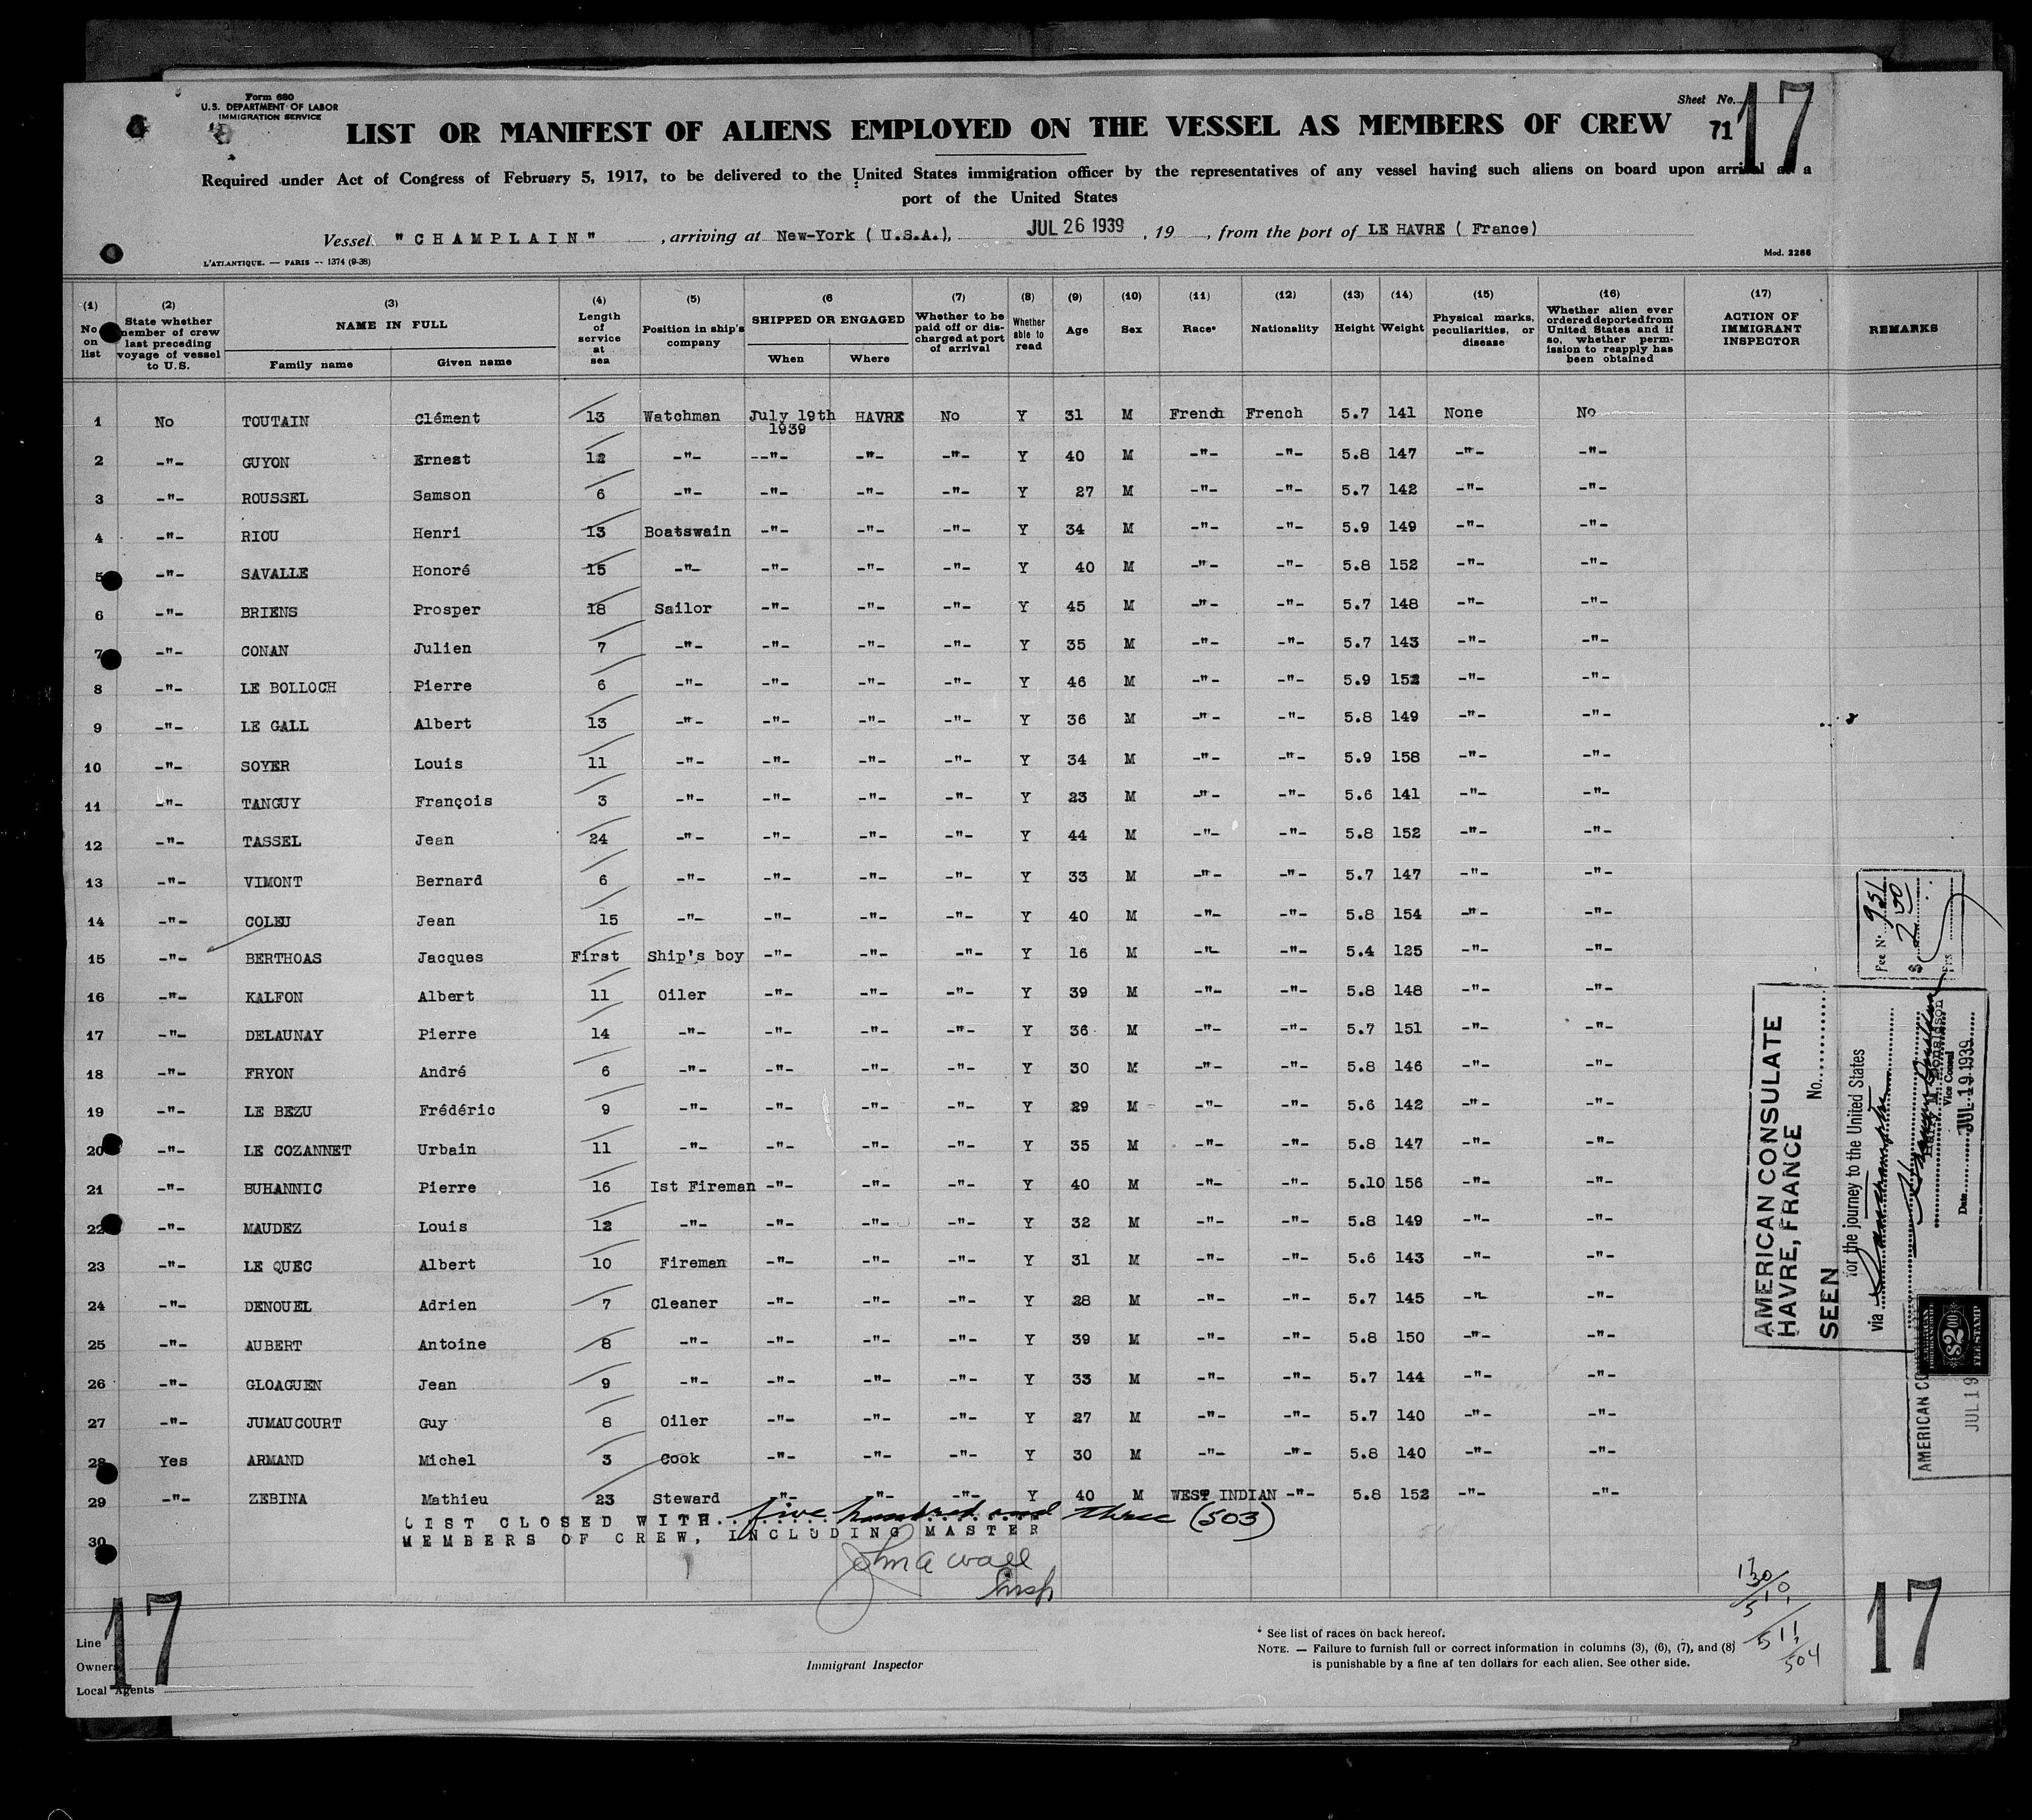 Form 680
U.S. DEPARTMENT OF LABOR
IMMIGRATION SERVICE
Sheet No. 17
LIST OR MANIFEST OF ALIENS EMPLOYED ON THE VESSEL AS MEMBERS OF CREW 71
Required under Act of Congress of February 5, 1917, to be delivered to the United States immigration officer by the representatives of any vessel having such aliens on board upon arrival at a
port of the United States
Vessel "CHAMPLAIN", arriving at New-York ( U.S.A.), JUL 26 1939, 19 , from the port of LE HAVRE ( France)
L'ATLANTIQUE. — PARIS -- 1374 (9-38) Mod. 2286
(1) No on list (2) State whether member of crew last preceding voyage of vessel to U.S. (3) NAME IN FULL Family name Given name (4) Length of service at sea (5) Position in ship's company (6 SHIPPED OR ENGAGED When Where (7) Whether to be paid off or discharged at port of arrival (8) Whether able to read (9) Age (10) Sex (11) Race* (12) Nationality (13) Height (14) Weight (15) Physical marks, peculiarities, or disease (16) Whether alien ever ordered deported from United States and if so, whether permission to reapply has been obtained (17) ACTION OF IMMIGRANT INSPECTOR REMARKS
1 No TOUTAIN Clément 13 Watchman July 19th 1939 HAVRE No Y 31 M French French 5.7 141 None No
2 -"- GUYON Ernest 12 -"- --"- -"- -"- Y 40 M -"- -"- 5.8 147 -"- -"-
3 -"- ROUSSEL Samson 6 -"- -"- -"- -"- Y 27 M -"- -"- 5.7 142 -"- -"-
4 -"- RIOU Henri 13 Boatswain -"- -"- -"- Y 34 M -"- -"- 5.9 149 -"- -"-
5 -"- SAVALLE Honoré 15 -"- -"- -"- -"- Y 40 M -"- -"- 5.8 152 -"- -"-
6 -"- BRIENS Prosper 18 Sailor -"- -"- -"- Y 45 M -"- -"- 5.7 148 -"- -"-
7 -"- CONAN Julien 7 -"- -"- -"- -"- Y 35 M -"- -"- 5.7 143 -"- -"-
8 -"- LE BOLLOCH Pierre 6 -"- -"- -"- -"- Y 46 M -"- -"- 5.9 152 -"- -"-
9 -"- LE GALL Albert 13 -"- -"- -"- -"- Y 36 M -"- -"- 5.8 149 -"- -"-
10 -"- SOYER Louis 11 -"- -"- -"- -"- Y 34 M -"- -"- 5.9 158 -"- -"-
11 -"- TANGUY François 3 -"- -"- -"- -"- Y 23 M -"- -"- 5.6 141 -"- -"-
12 -"- TASSEL Jean 24 -"- -"- -"- -"- Y 44 M -"- -"- 5.8 152 -"- -"-
13 -"- VIMONT Bernard 6 -"- -"- -"- -"- Y 33 M -"- -"- 5.7 147 -"- -"-
14 -"- COLEU Jean 15 -"- -"- -"- -"- Y 40 M -"- -"- 5.8 154 -"- -"-
15 -"- BERTHOAS Jacques First Ship's boy -"- -"- -"- Y 16 M -"- -"- 5.4 125 -"- -"-
16 -"- KALFON Albert 11 Oiler -"- -"- -"- Y 39 M -"- -"- 5.8 148 -"- -"-
17 -"- DELAUNAY Pierre 14 -"- -"- -"- -"- Y 36 M -"- -"- 5.7 151 -"- -"-
18 -"- FRYON André 6 -"- -"- -"- -"- Y 30 M -"- -"- 5.8 146 -"- -"-
19 -"- LE BEZU Frédéric 9 -"- -"- -"- -"- Y 29 M -"- -"- 5.6 142 -"- -"-
20 -"- LE COZANNET Urbain 11 -"- -"- -"- -"- Y 35 M -"- -"- 5.8 147 -"- -"-
21 -"- BUHANNIC Pierre 16 Ist Fireman -"- -"- -"- Y 40 M -"- -"- 5.10 156 -"- -"-
22 -"- MAUDEZ Louis 12 -"- -"- -"- -"- Y 32 M -"- -"- 5.8 149 -"- -"-
23 -"- LE QUEC Albert 10 Fireman -"- -"- -"- Y 31 M -"- -"- 5.6 143 -"- -"-
24 -"- DENOUEL Adrien 7 Cleaner -"- -"- -"- Y 28 M -"- -"- 5.7 145 -"- -"-
25 -"- AUBERT Antoine 8 -"- -"- -"- -"- Y 39 M -"- -"- 5.8 150 -"- -"-
26 -"- GLOAGUEN Jean 9 -"- -"- -"- -"- Y 33 M -"- -"- 5.7 144 -"- -"-
27 -"- JUMAUCOURT Guy 8 Oiler -"- -"- -"- Y 27 M -"- -"- 5.7 140 -"- -"-
28 Yes ARMAND Michel 3 Cook -"- -"- -"- Y 30 M -"- -"- 5.8 140 -"- -"-
29 -"- ZEBINA Mathieu 23 Steward -"- -"- -"- Y 40 M WEST INDIAN -"- 5.8 152 -"- -"-
LIST CLOSED WITH five hundred and three (503)
30 MEMBERS OF CREW, INCLUDING MASTER
John A Wall
Insp
Fee No. 951
$ 2 00
AMERICAN CONSULATE
HAVRE, FRANCE No.
SEEN
for the journey to the United States
via
Harry M. Donaldson
Vice Consul
Date JUL 19 1939
$2 00
FEE STAMP
AMERICAN
JUL 19
130
510
511
504
17 17
Line
Owners
Local Agents
Immigrant Inspector
* See list of races on back hereof.
NOTE. — Failure to furnish full or correct information in columns (3), (6), (7), and (8)
is punishable by a fine af ten dollars for each alien. See other side.